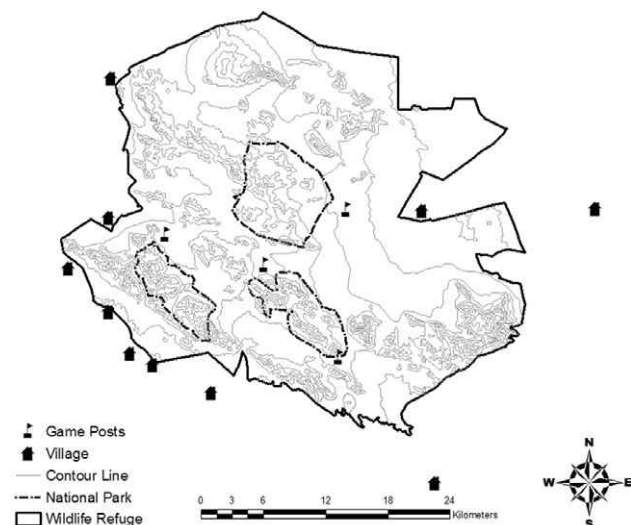 Game Posts
Village
Contour Line
National Park
Wildlife Refuge
0 3 6 12 18 24
Kilometers
N
W E
S